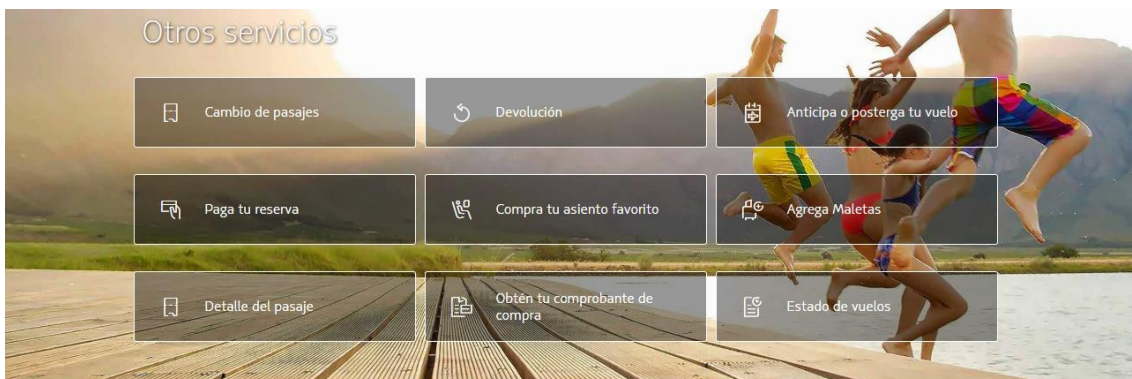 Otros servicios
Cambio de pasajes
Devolución
Anticipa o posterga tu vuelo
Paga tu reserva
Compra tu asiento favorito
Agrega Maletas
Detalle del pasaje
Obtén tu comprobante de
compra
Estado de vuelos